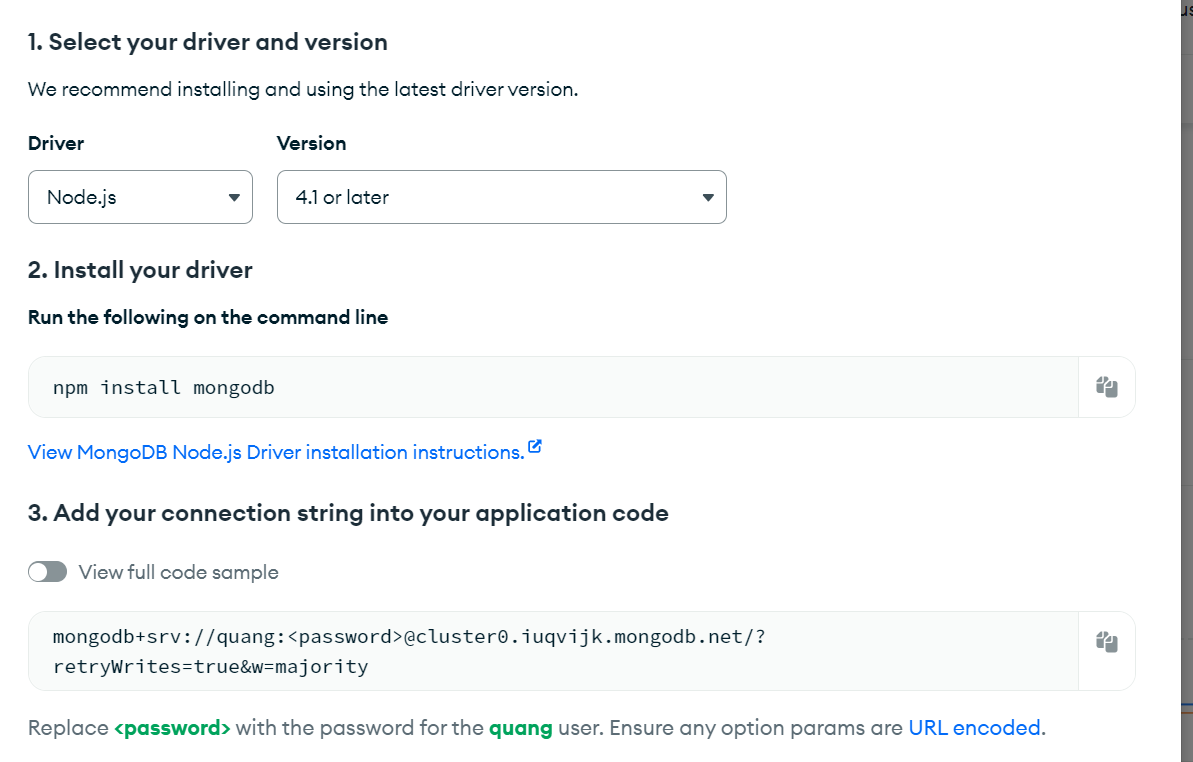 1. Select your driver and version
We recommend installing and using the latest driver version.
Driver Version
Node.js 4.1 or later
2. Install your driver
Run the following on the command line
npm install mongodb
View MongoDB Node.js Driver installation instructions.
3. Add your connection string into your application code
View full code sample
mongodb+srv://quang:<password>@cluster0.iuqvijk.mongodb.net/?
retryWrites=true&w=majority
Replace <password> with the password for the quang user. Ensure any option params are URL encoded.